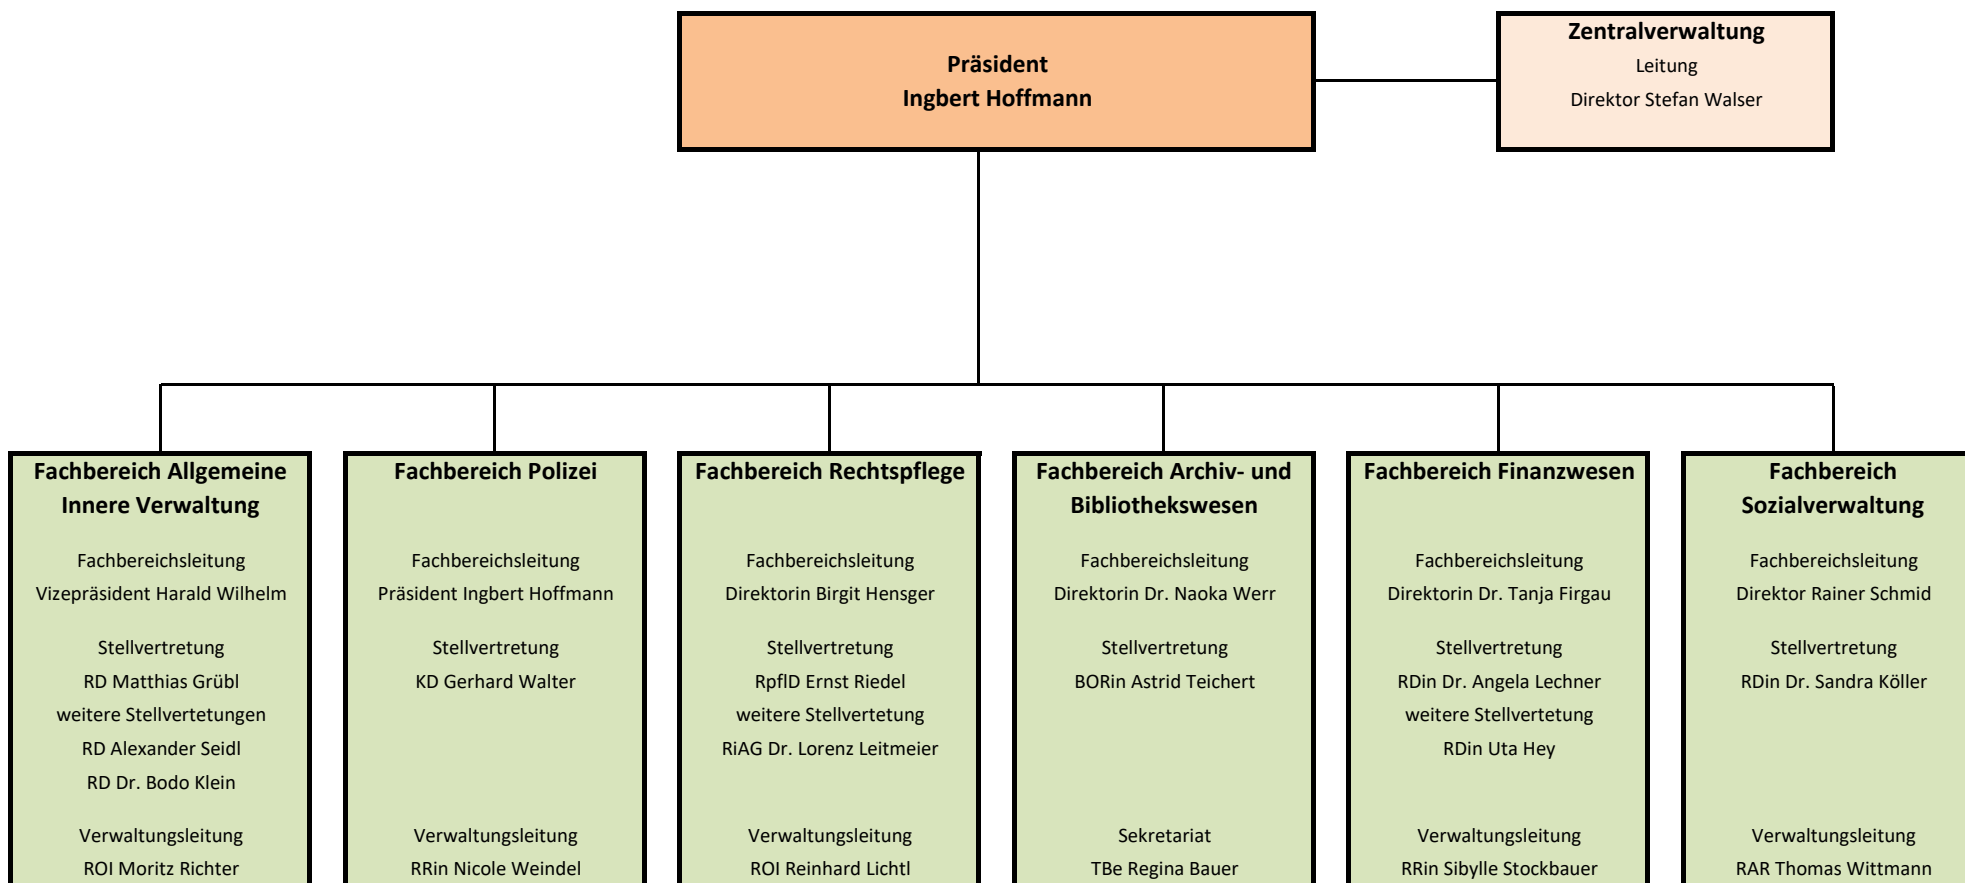 Präsident
Ingbert Hoffmann
Zentralverwaltung
Leitung
Direktor Stefan Walser
Fachbereich Allgemeine
Innere Verwaltung
Fachbereichsleitung
Vizepräsident Harald Wilhelm
Stellvertretung
RD Matthias Grübl
weitere Stellvertetungen
RD Alexander Seidl
RD Dr. Bodo Klein
Verwaltungsleitung
ROI Moritz Richter
Fachbereich Polizei
Fachbereichsleitung
Präsident Ingbert Hoffmann
Stellvertretung
KD Gerhard Walter
Verwaltungsleitung
RRin Nicole Weindel
Fachbereich Rechtspflege
Fachbereichsleitung
Direktorin Birgit Hensger
Stellvertretung
RpflD Ernst Riedel
weitere Stellvertetung
RiAG Dr. Lorenz Leitmeier
Verwaltungsleitung
ROI Reinhard Lichtl
Fachbereich Archiv- und
Bibliothekswesen
Fachbereichsleitung
Direktorin Dr. Naoka Werr
Stellvertretung
BORin Astrid Teichert
Sekretariat
TBe Regina Bauer
Fachbereich Finanzwesen
Fachbereichsleitung
Direktorin Dr. Tanja Firgau
Stellvertretung
RDin Dr. Angela Lechner
weitere Stellvertetung
RDin Uta Hey
Verwaltungsleitung
RRin Sibylle Stockbauer
Fachbereich
Sozialverwaltung
Fachbereichsleitung
Direktor Rainer Schmid
Stellvertretung
RDin Dr. Sandra Köller
Verwaltungsleitung
RAR Thomas Wittmann